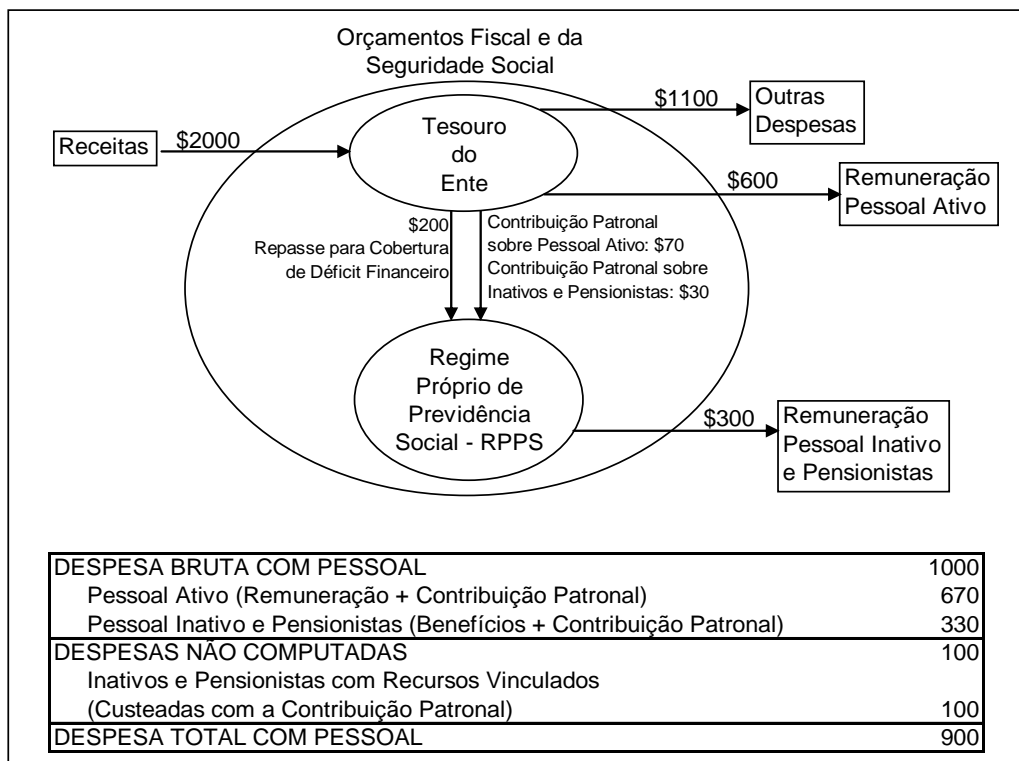 Orçamentos Fiscal e da
Seguridade Social
Receitas
$2000
Tesouro
do
Ente
$1100
Outras
Despesas
$600
Remuneração
Pessoal Ativo
$200
Repasse para Cobertura
de Déficit Financeiro
Contribuição Patronal
sobre Pessoal Ativo: $70
Contribuição Patronal sobre
Inativos e Pensionistas: $30
Regime
Próprio de
Previdência
Social - RPPS
$300
Remuneração
Pessoal Inativo
e Pensionistas
DESPESA BRUTA COM PESSOAL 1000
Pessoal Ativo (Remuneração + Contribuição Patronal) 670
Pessoal Inativo e Pensionistas (Benefícios + Contribuição Patronal) 330
DESPESAS NÃO COMPUTADAS 100
Inativos e Pensionistas com Recursos Vinculados
(Custeadas com a Contribuição Patronal) 100
DESPESA TOTAL COM PESSOAL 900